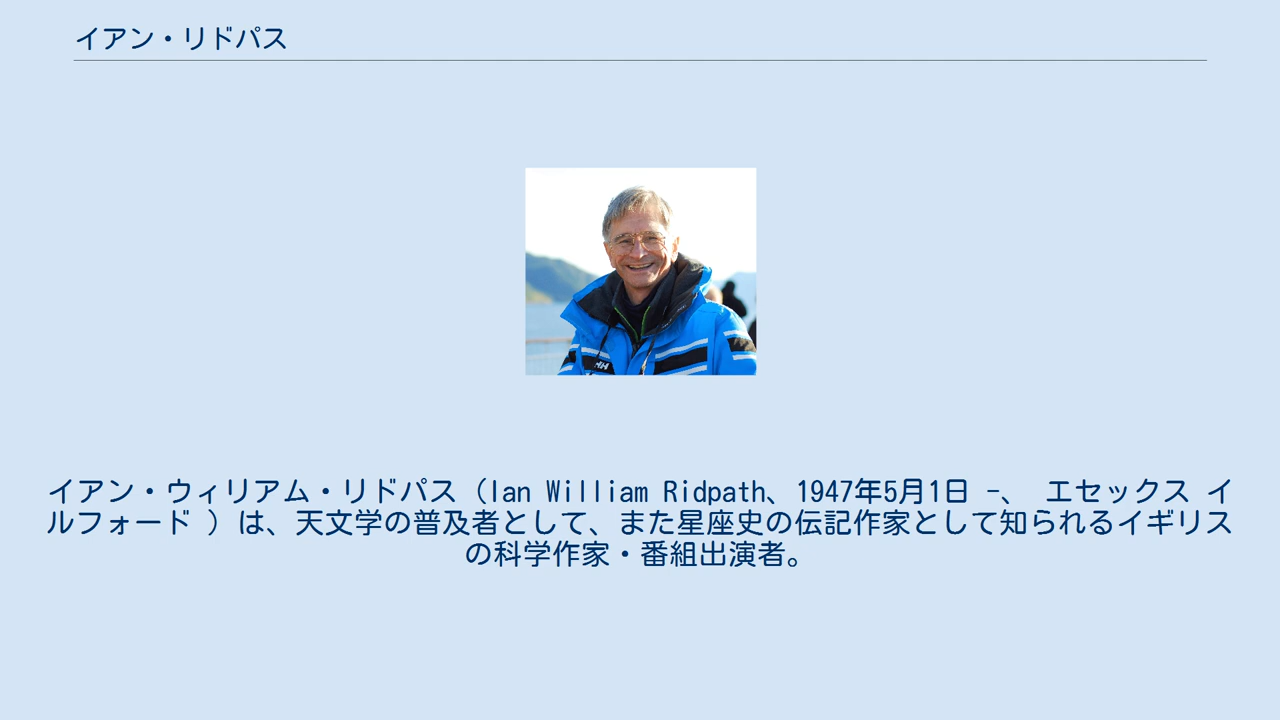 イアン・リドパス
HH
イアン・ウィリアム・リドパス（Ian William Ridpath、1947年5月1日 -、 エセックス イ
ルフォード ）は、天文学の普及者として、また星座史の伝記作家として知られるイギリス
の科学作家・番組出演者。